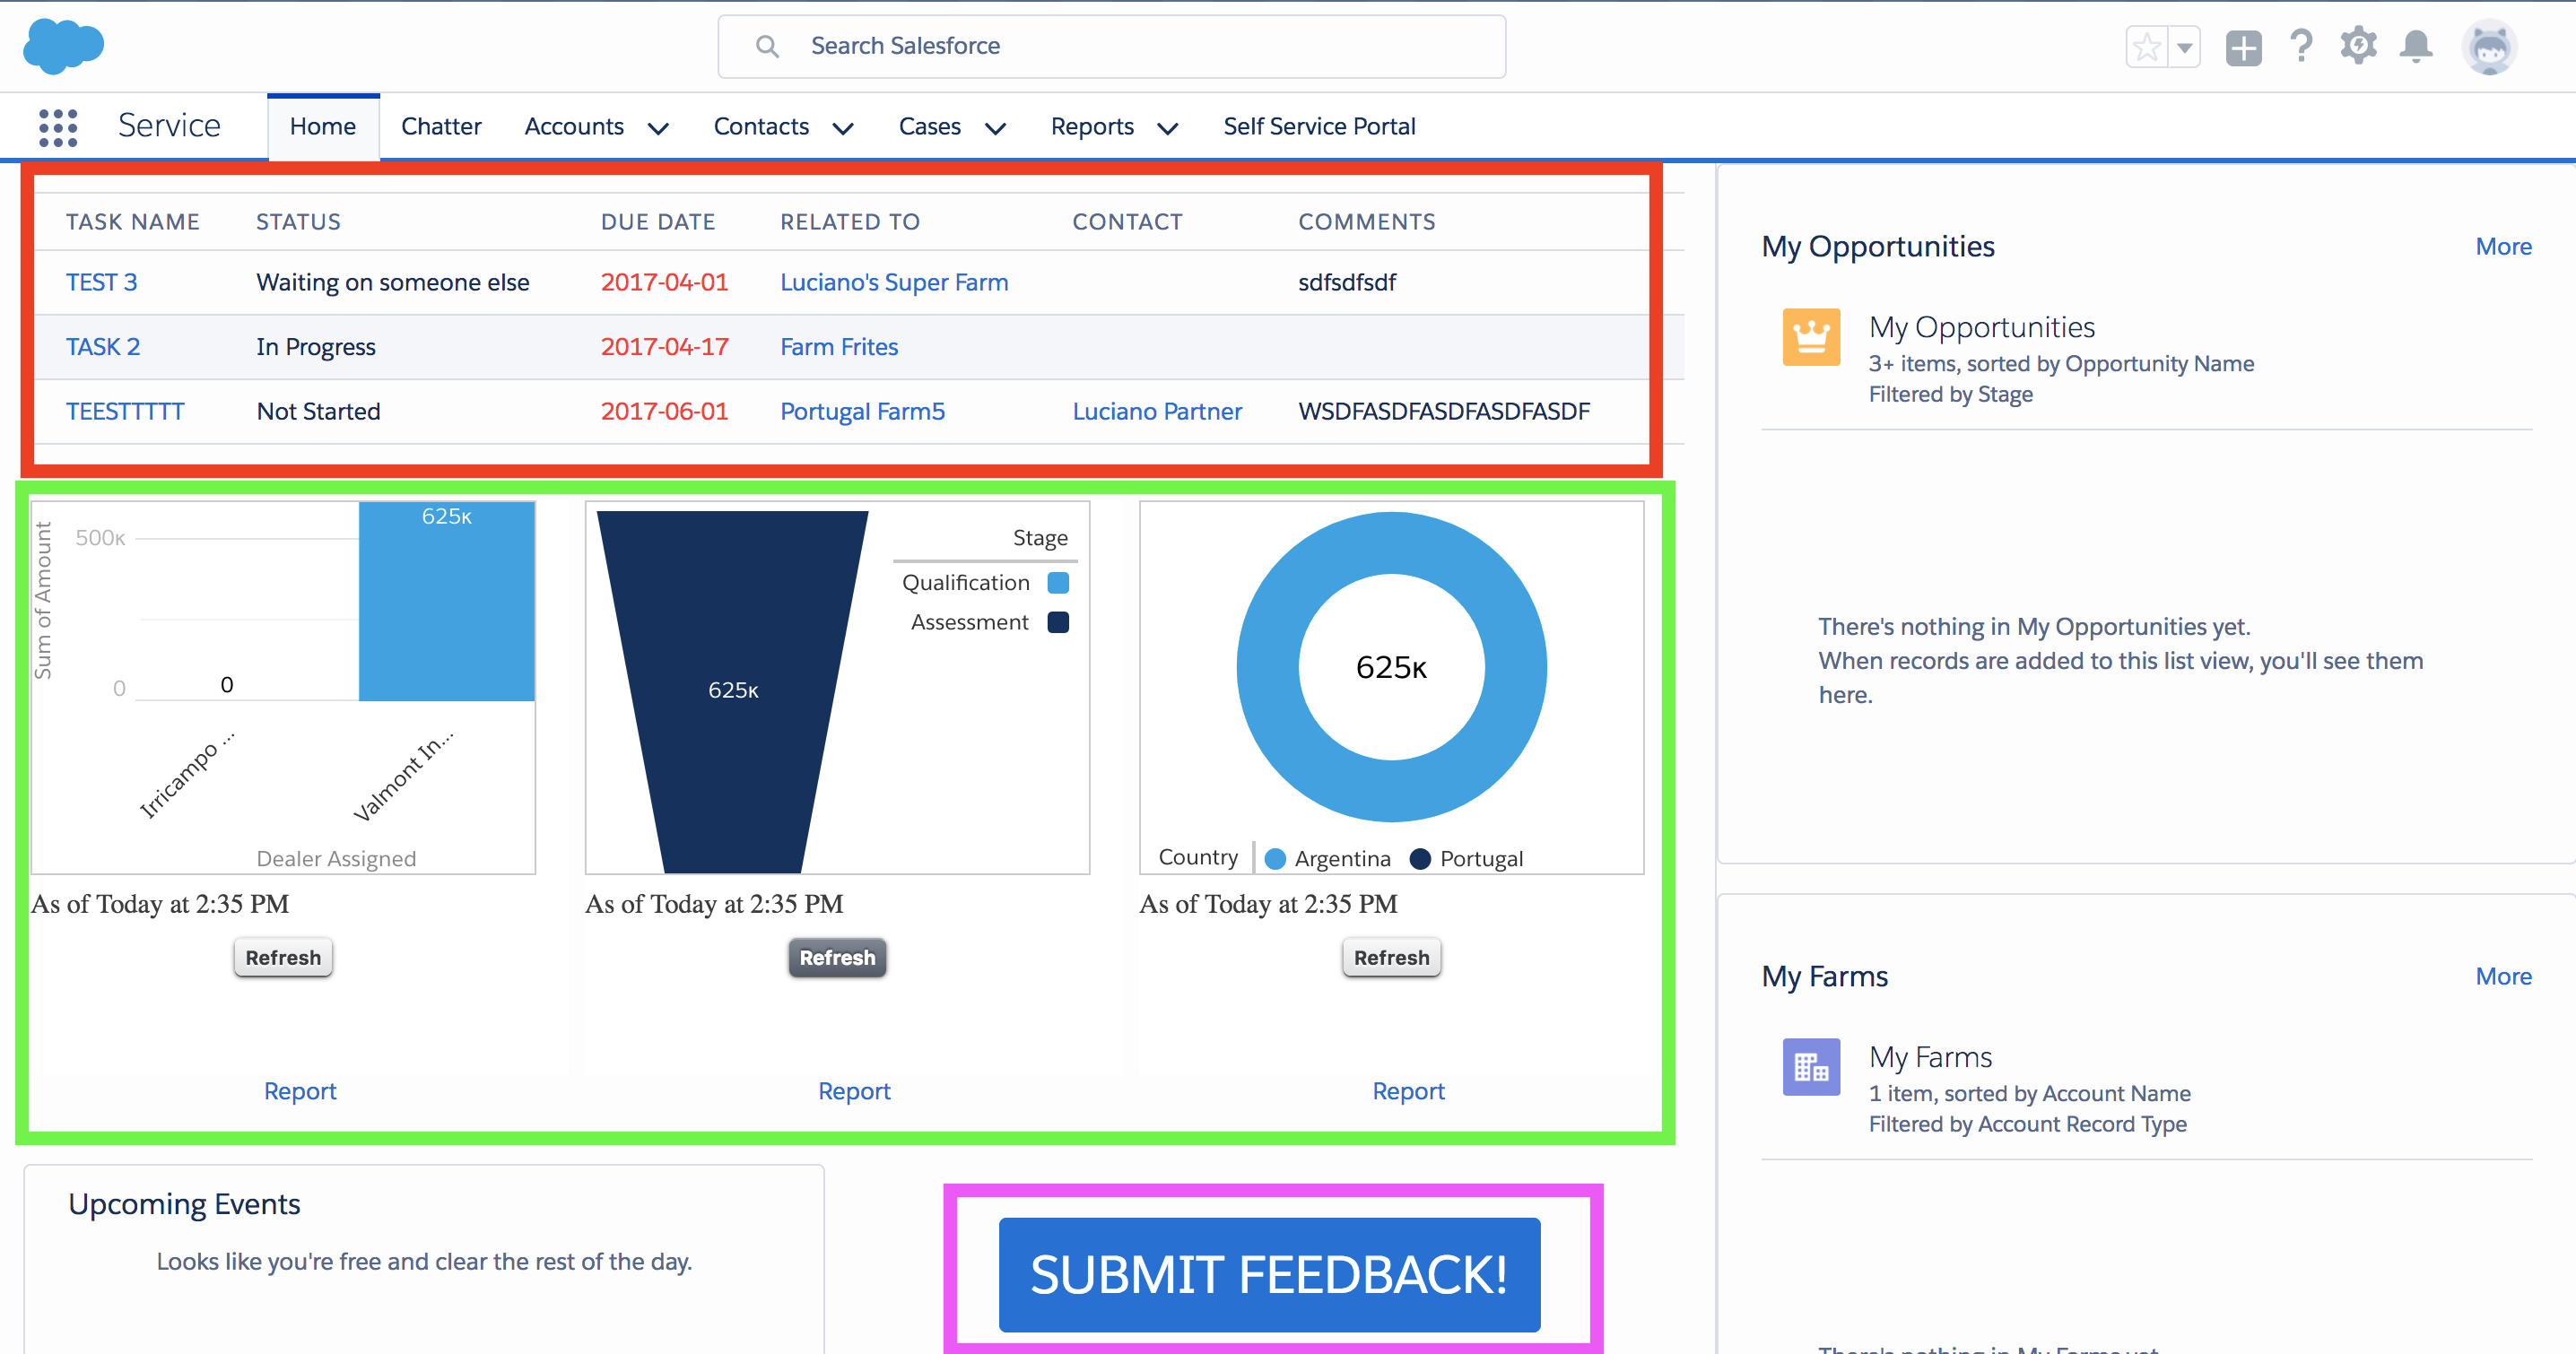 Search Salesforce
Service
Home
Chatter
Accounts
Contacts
Cases
Reports
Self Service Portal
TASK NAME STATUS DUE DATE RELATED TO CONTACT COMMENTS
TEST 3 Waiting on someone else 2017-04-01 Luciano's Super Farm sdfsdfsdf
TASK 2 In Progress 2017-04-17 Farm Frites
TEESTTTTT Not Started 2017-06-01 Portugal Farm5 Luciano Partner WSDFASDFASDFASDFASDF
Sum of Amount
500K
0
0
625K
Irricampo ...
Valmont In...
Dealer Assigned
As of Today at 2:35 PM
Refresh
Report
625K
Stage
Qualification
Assessment
As of Today at 2:35 PM
Refresh
Report
625K
Country
Argentina
Portugal
As of Today at 2:35 PM
Refresh
Report
Upcoming Events
Looks like you're free and clear the rest of the day.
SUBMIT FEEDBACK!
My Opportunities
More
My Opportunities
3+ items, sorted by Opportunity Name
Filtered by Stage
There's nothing in My Opportunities yet.
When records are added to this list view, you'll see them
here.
My Farms
More
My Farms
1 item, sorted by Account Name
Filtered by Account Record Type
There's nothing in My Farms yet